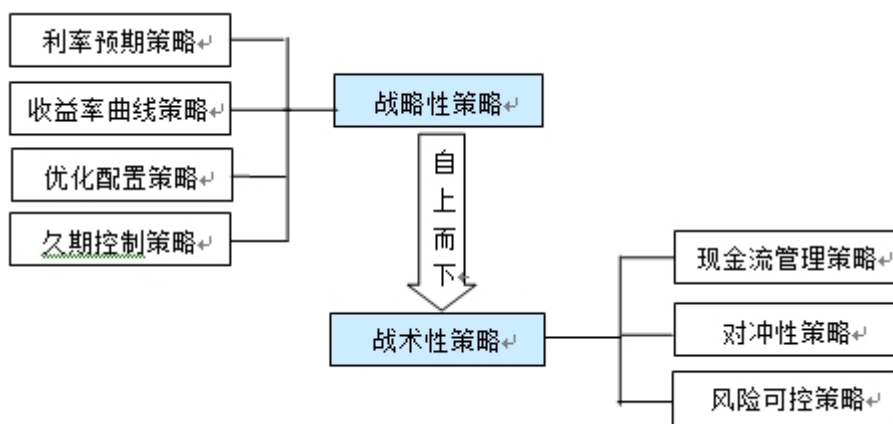 利率预期策略
收益率曲线策略
优化配置策略
久期控制策略
战略性策略
自
上
而
下
战术性策略
现金流管理策略
对冲性策略
风险可控策略